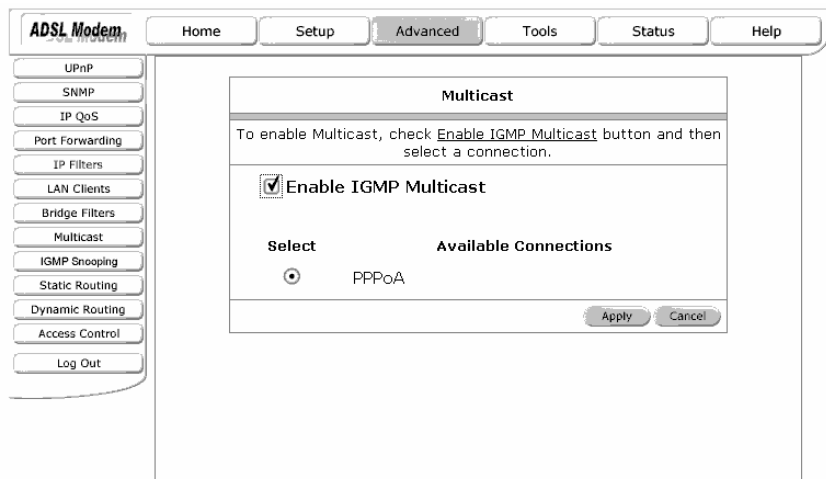 ADSL Modem
Home
Setup
Advanced
Tools
Status
Help
UPnP
SNMP
IP QoS
Port Forwarding
IP Filters
LAN Clients
Bridge Filters
Multicast
IGMP Snooping
Static Routing
Dynamic Routing
Access Control
Log Out
Multicast
To enable Multicast, check Enable IGMP Multicast button and then
select a connection.
Enable IGMP Multicast
Select Available Connections
PPPoA
Apply Cancel